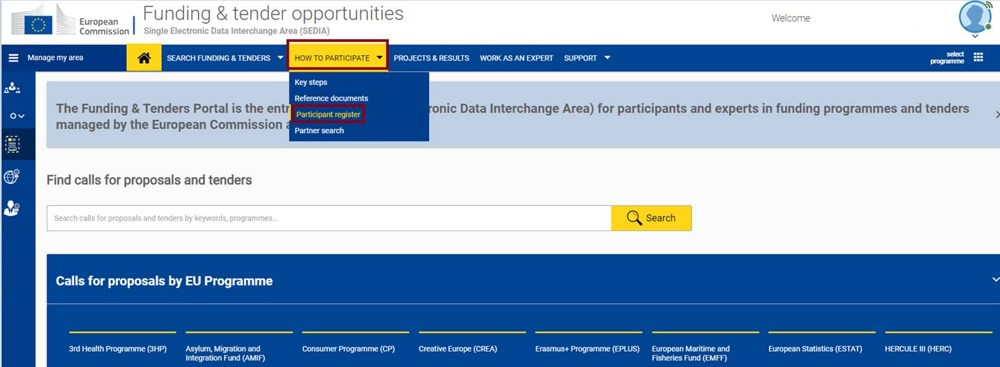 European
Commission
Funding & tender opportunities
Single Electronic Data Interchange Area (SEDIA)
Welcome
Manage my area
SEARCH FUNDING & TENDERS
HOW TO PARTICIPATE
PROJECTS & RESULTS
WORK AS AN EXPERT
SUPPORT
select
programme
Key steps
Reference documents
Participant register
Partner search
The Funding & Tenders Portal is the entr ronic Data Interchange Area) for participants and experts in funding programmes and tenders
managed by the European Commission a
Find calls for proposals and tenders
Search calls for proposals and tenders by keywords, programmes...
Search
Calls for proposals by EU Programme
3rd Health Programme (3HP)
Asylum, Migration and
Integration Fund (AMIF)
Consumer Programme (CP)
Creative Europe (CREA)
Erasmus+ Programme (EPLUS)
European Maritime and
Fisheries Fund (EMFF)
European Statistics (ESTAT)
HERCULE III (HERC)